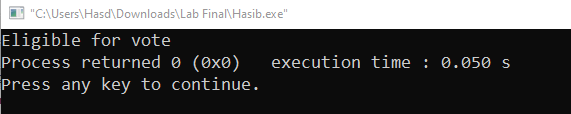 "C:\Users\Hasd\Downloads\Lab Final\Hasib.exe"
Eligible for vote
Process returned 0 (0x0)   execution time : 0.050 s
Press any key to continue.